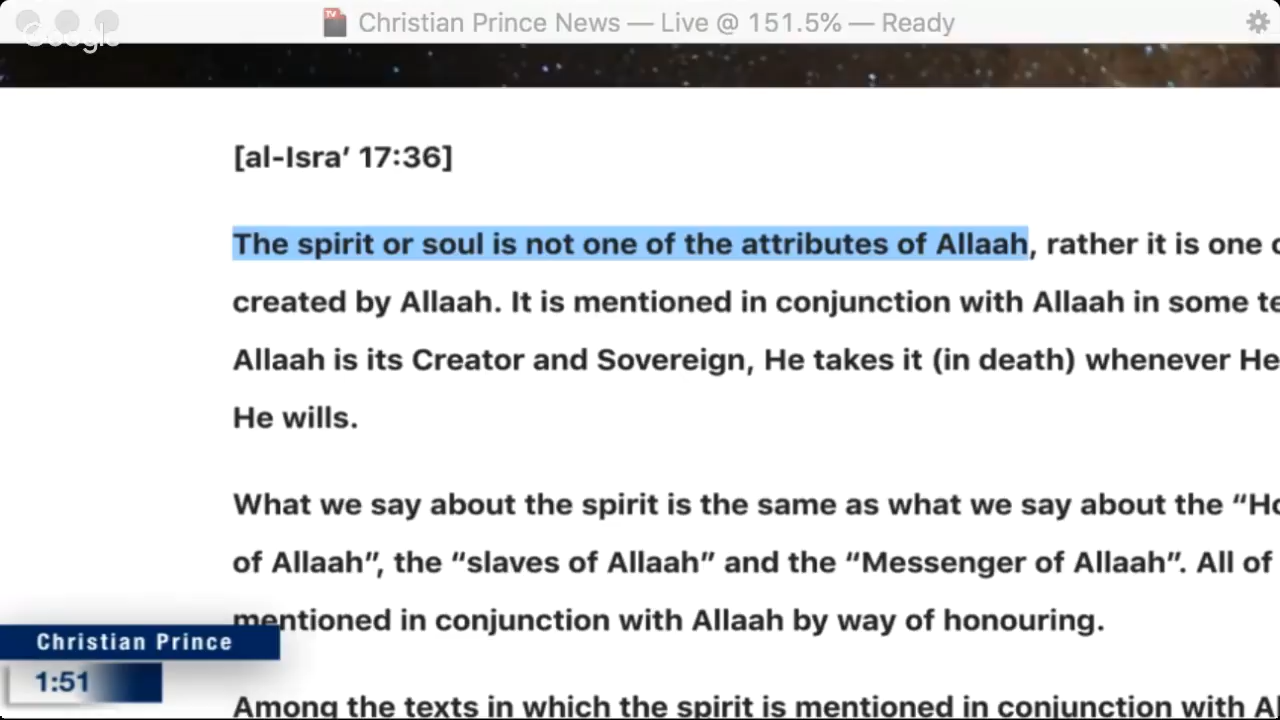 Christian Prince News — Live @ 151.5% — Ready
Google
[al-Isra’ 17:36]
The spirit or soul is not one of the attributes of Allaah, rather it is one
created by Allaah. It is mentioned in conjunction with Allaah in some
Allaah is its Creator and Sovereign, He takes it (in death) whenever He
He wills.
What we say about the spirit is the same as what we say about the
of Allaah”, the “slaves of Allaah” and the “Messenger of Allaah”. All of
mentioned in conjunction with Allaah by way of honouring.
Christian Prince
1:51
Among the texts in which the spirit is mentioned in conjunction with